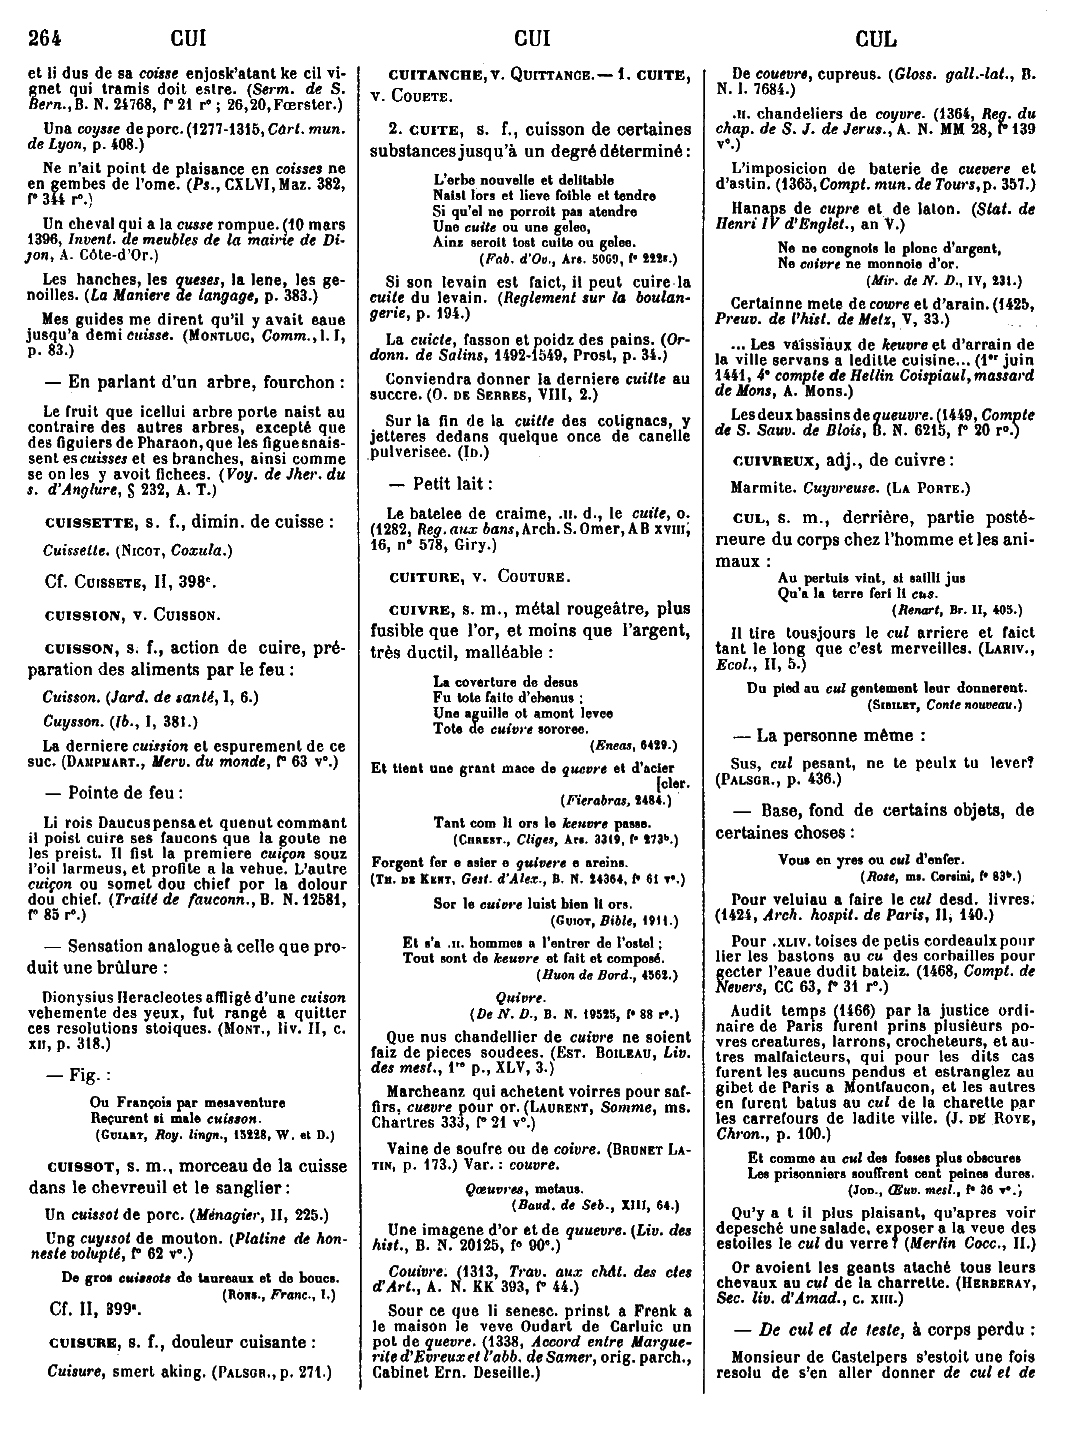 264 CUI CUI CUL
et li dus de sa coisse enjosk'atant ke cil vi-
gnet qui tramis doit estre. (Serm. de S.
Bern., B. N. 24768, f° 21 r° ; 26,20, Fœrster.)
Una coysse de porc. (1277-1315, Cart. mun.
de Lyon, p. 408.)
Ne n'ait point de plaisance en coisses ne
en gembes de l'ome. (Ps., CXLVI, Maz. 382,
f° 344 r°.)
Un cheval qui a la cusse rompue. (10 mars
1396, Invent. de meubles de la mairie de Di-
jon, A. Côte-d'Or.)
Les hanches, les queses, la lene, les ge-
noilles. (La Maniere de langage, p. 383.)
Mes guides me dirent qu'il y avait eaue
jusqu'a demi cuisse. (MONTLUC, Comm., l. I,
p. 83.)
— En parlant d'un arbre, fourchon :
Le fruit que icellui arbre porte naist au
contraire des autres arbres, excepté que
des figuiers de Pharaon, que les figues nais-
sent es cuisses et es branches, ainsi comme
se on les y avoit fichees. (Voy. de Jher. du
s. d'Anglure, § 232, A. T.)
CUISSETTE, s. f., dimin. de cuisse :
Cuissette. (NICOT, Coxula.)
Cf. CUISSETE, II, 398ᶜ.
CUISSION, v. CUISSON.
CUISSON, s. f., action de cuire, pré-
paration des aliments par le feu :
Cuisson. (Jard. de santé, I, 6.)
Cuysson. (Ib., I, 381.)
La derniere cuission et espurement de ce
suc. (DAMPMART., Merv. du monde, f° 63 v°.)
— Pointe de feu :
Li rois Daucus pensa et quenut commant
il poist cuire ses faucons que la goute ne
les preist. Il fist la premiere cuiçon souz
l'oil larmeus, et profite a la vehue. L'autre
cuiçon ou somet dou chief por la dolour
dou chief. (Traité de fauconn., B. N. 12581,
f° 85 r°.)
— Sensation analogue à celle que pro-
duit une brûlure :
Dionysius Heracleotes affligé d'une cuison
vehemente des yeux, fut rangé a quitter
ces resolutions stoiques. (MONT., liv. II, c.
XII, p. 318.)
— Fig. :
Ou François par mesaventure
Reçurent si male cuisson.
(GUIART, Roy. lingn., 15228, W. et D.)
CUISSOT, s. m., morceau de la cuisse
dans le chevreuil et le sanglier :
Un cuissot de porc. (Ménagier, II, 225.)
Ung cuyssot de mouton. (Platine de hon-
neste volupté, f° 62 v°.)
De gros cuissots de taureaux et de boucs.
(RONS., Franc., I.)
Cf. II, 399ᵃ.
CUISURE, s. f., douleur cuisante :
Cuisure, smert aking. (PALSGR., p. 271.)
CUITANCHE, v. QUITTANCE. — 1. CUITE,
v. COUETE.
2. CUITE, s. f., cuisson de certaines
substances jusqu'à un degré déterminé :
L'erbe nouvelle et delitable
Naist lors et lieve foible et tendre
Si qu'el ne porroit pas atendre
Une cuite ou une gelee,
Ainz seroit tost cuite ou gelee.
(Fab. d'Ov., Ars. 5069, f° 222ᶜ.)
Si son levain est faict, il peut cuire la
cuite du levain. (Reglement sur la boulan-
gerie, p. 194.)
La cuicte, fasson et poidz des pains. (Or-
donn. de Salins, 1492-1549, Prost, p. 34.)
Conviendra donner la derniere cuitte au
succre. (O. DE SERRES, VIII, 2.)
Sur la fin de la cuitte des colignacs, y
jetteres dedans quelque once de canelle
pulverisee. (ID.)
— Petit lait :
Le batelee de craime, .II. d., le cuite, o.
(1282, Reg. aux bans, Arch. S. Omer, AB XVIII,
16, n° 578, Giry.)
CUITURE, v. COUTURE.
CUIVRE, s. m., métal rougeâtre, plus
fusible que l'or, et moins que l'argent,
très ductil, malléable :
La coverture de desus
Fu tote faite d'ebenus ;
Une aguille ot amont levee
Tote de cuivre sororee.
(Eneas, 6429.)
Et tient une grant mace de quevre et d'acier
[cler.
(Fierabras, 2484.)
Tant com li ors le keuvre passe.
(CHREST., Cliges, Ars. 3319, f° 273ᵇ.)
Forgent fer e asier e quivere e areins.
(TH. DE KENT, Gest. d'Alex., B. N. 24364, f° 61 v°.)
Sor le cuivre luist bien li ors.
(GUIOT, Bible, 1911.)
Et s'a .II. hommes a l'entrer de l'ostel ;
Tout sont de keuvre et fait et composé.
(Huon de Bord., 4562.)
Quivre.
(De N. D., B. N. 19525, f° 88 r°.)
Que nus chandellier de cuivre ne soient
faiz de pieces soudees. (EST. BOILEAU, Liv.
des mest., 1ʳᵉ p., XLV, 3.)
Marcheanz qui achetent voirres pour saf-
firs, cuevre pour or. (LAURENT, Somme, ms.
Chartres 333, f° 21 v°.)
Vaine de soufre ou de coivre. (BRUNET LA-
TIN, p. 173.) Var. : couvre.
Qœuvres, metaus.
(Baud. de Seb., XIII, 64.)
Une imagene d'or et de quuevre. (Liv. des
hist., B. N. 20125, f° 90ᶜ.)
Couivre. (1313, Trav. aux chât. des ctes
d'Art., A. N. KK 393, f° 44.)
Sour ce que li senesc. prinst a Frenk a
le maison le veve Oudart de Carluic un
pot de quevre. (1338, Accord entre Margue-
rite d'Evreux et l'abb. de Samer, orig. parch.,
Cabinet Ern. Deseille.)
De couevre, cupreus. (Gloss. gall.-lat., B.
N. l. 7684.)
.II. chandeliers de coyvre. (1364, Reg. du
chap. de S. J. de Jerus., A. N. MM 28, f° 139
v°.)
L'imposicion de baterie de cuevere et
d'astin. (1365, Compt. mun. de Tours, p. 357.)
Hanaps de cupre et de laton. (Stat. de
Henri IV d'Englet., an V.)
Ne ne congnois le plonc d'argent,
Ne coivre ne monnoie d'or.
(Mir. de N. D., IV, 231.)
Certainne mete de cowre et d'arain. (1425,
Preuv. de l'hist. de Metz, V, 33.)
... Les vaissiaux de keuvre et d'arrain de
la ville servans a leditte cuisine... (1ᵉʳ juin
1441, 4ᵉ compte de Hellin Coispiaul, massard
de Mons, A. Mons.)
Les deux bassins de queuvre. (1449, Compte
de S. Sauv. de Blois, B. N. 6215, f° 20 r°.)
CUIVREUX, adj., de cuivre :
Marmite. Cuyvreuse. (LA PORTE.)
CUL, s. m., derrière, partie posté-
rieure du corps chez l'homme et les ani-
maux :
Au pertuis vint, si sailli jus
Qu'a la terre feri li cus.
(Renart, Br. II, 405.)
Il tire tousjours le cul arriere et faict
tant le long que c'est merveilles. (LARIV.,
Ecol., II, 5.)
Du pied au cul gentement leur donnerent.
(SIBILET, Conte nouveau.)
— La personne même :
Sus, cul pesant, ne te peulx tu lever?
(PALSGR., p. 436.)
— Base, fond de certains objets, de
certaines choses :
Vous en yres ou cul d'enfer.
(Rose, ms. Corsini, f° 83ᵇ.)
Pour veluiau a faire le cul desd. livres.
(1424, Arch. hospit. de Paris, II, 140.)
Pour .XLIV. toises de petis cordeaulx pour
lier les bastons au cu des corbailles pour
gecter l'eaue dudit bateiz. (1468, Compt. de
Nevers, CC 63, f° 31 r°.)
Audit temps (1466) par la justice ordi-
naire de Paris furent prins plusieurs po-
vres creatures, larrons, crocheteurs, et au-
tres malfaicteurs, qui pour les dits cas
furent les aucuns pendus et estranglez au
gibet de Paris a Montfaucon, et les autres
en furent batus au cul de la charette par
les carrefours de ladite ville. (J. DE ROYE,
Chron., p. 100.)
Et comme au cul des fosses plus obscures
Les prisonniers souffrent cent peines dures.
(JOD., Œuv. mesl., f° 36 v°.)
Qu'y a t il plus plaisant, qu'apres voir
depesché une salade, exposer a la veue des
estoiles le cul du verre? (Merlin Cocc., II.)
Or avoient les geants ataché tous leurs
chevaux au cul de la charrette. (HERBERAY,
Sec. liv. d'Amad., c. XIII.)
— De cul et de teste, à corps perdu :
Monsieur de Castelpers s'estoit une fois
resolu de s'en aller donner de cul et de